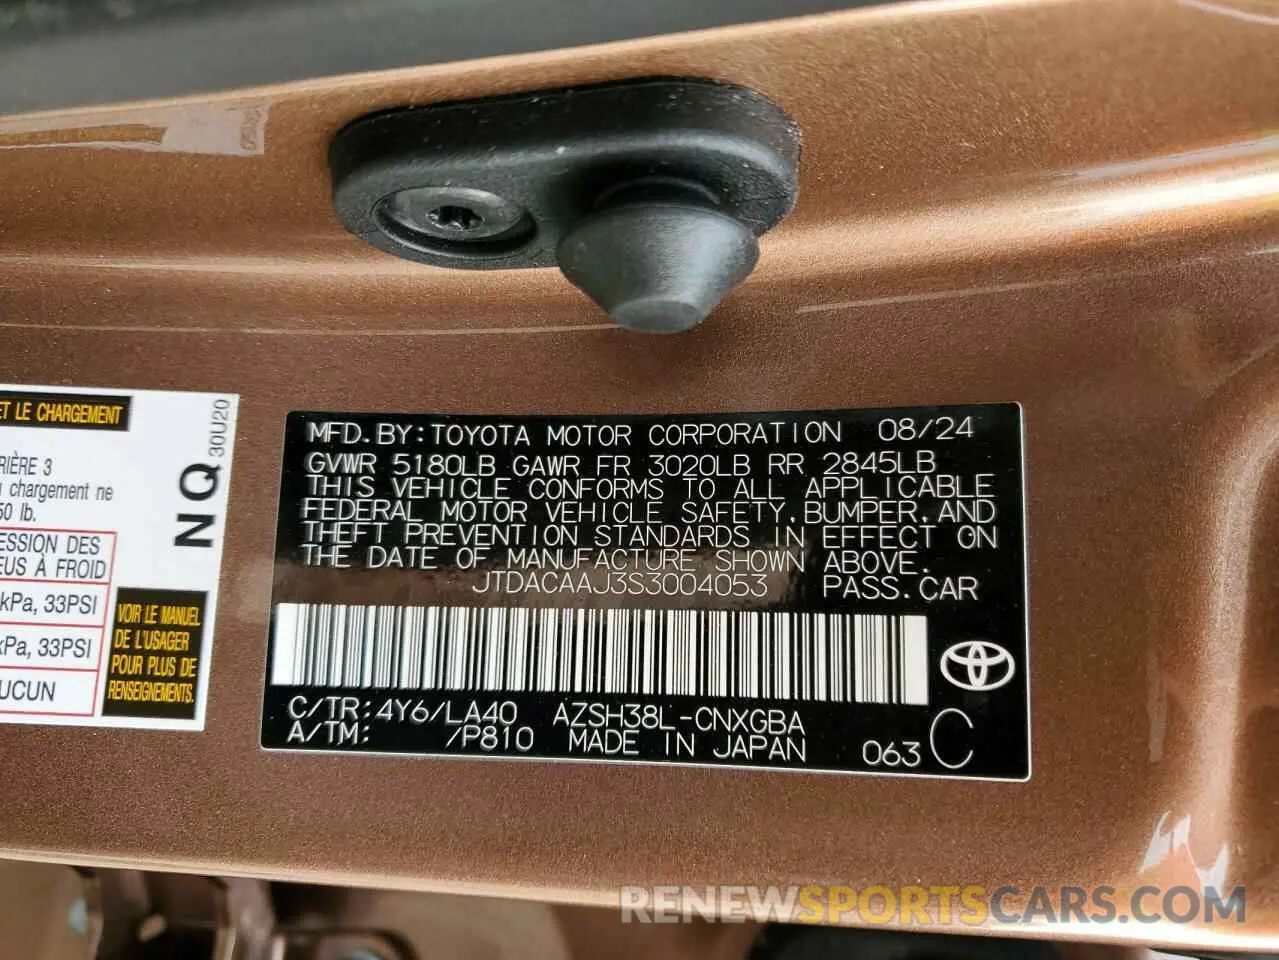 ET LE CHARGEMENT
RIÈRE 3
u chargement ne
50 lb.
ESSION DES
EUS À FROID
kPa, 33PSI
kPa, 33PSI
UCUN
VOIR LE MANUEL
DE L'USAGER
POUR PLUS DE
RENSEIGNEMENTS.
NQ
30U20
MFD.BY:TOYOTA MOTOR CORPORATION 08/24
GVWR 5180LB GAWR FR 3020LB RR 2845LB
THIS VEHICLE CONFORMS TO ALL APPLICABLE
FEDERAL MOTOR VEHICLE SAFETY,BUMPER,AND
THEFT PREVENTION STANDARDS IN EFFECT ON
THE DATE OF MANUFACTURE SHOWN ABOVE.
JTDACAAJ3S3004053 PASS.CAR
C/TR:4Y6/LA40 AZSH38L-CNXGBA
A/TM: /P810 MADE IN JAPAN 063 C
RENEWSPORTSCARS.COM